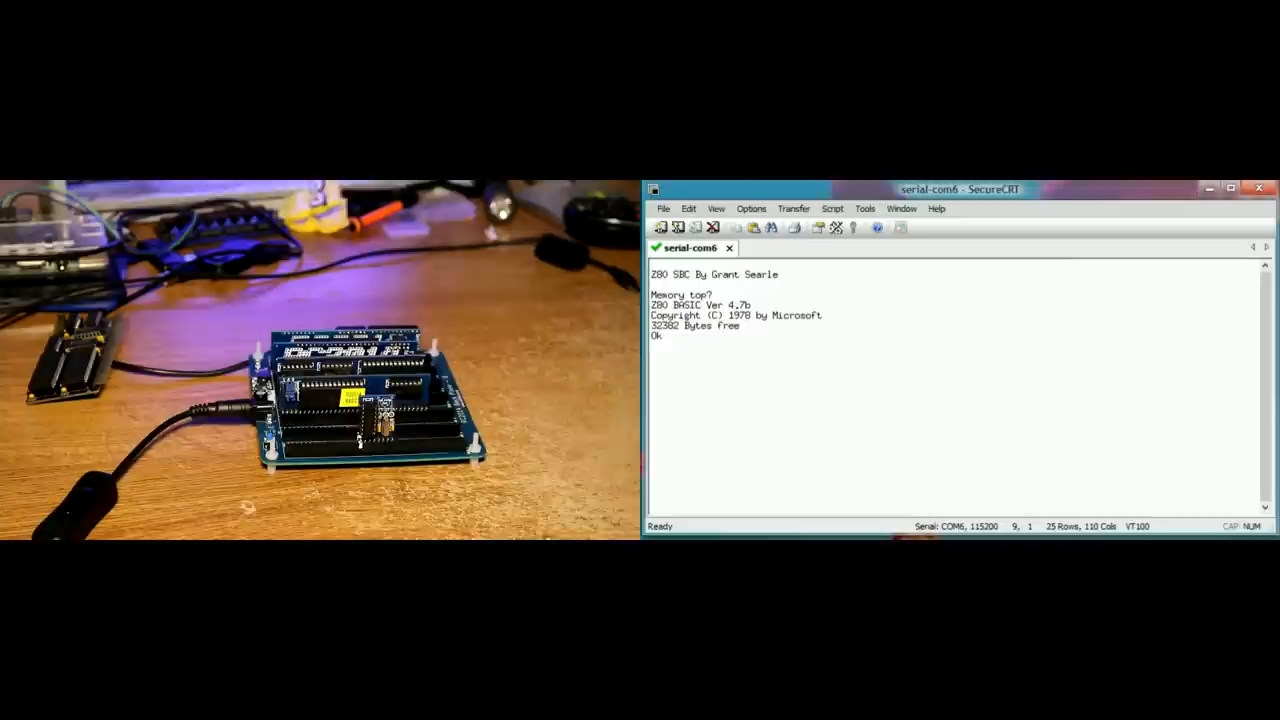 serial-com6 - SecureCRT
File Edit View Options Transfer Script Tools Window Help
serial-com6
Z80 SBC By Grant Searle
Memory top?
Z80 BASIC Ver 4.7b
Copyright (C) 1978 by Microsoft
32382 Bytes free
Ok
Ready Serial: COM6, 115200 9, 1 25 Rows, 110 Cols VT100 CAP NUM